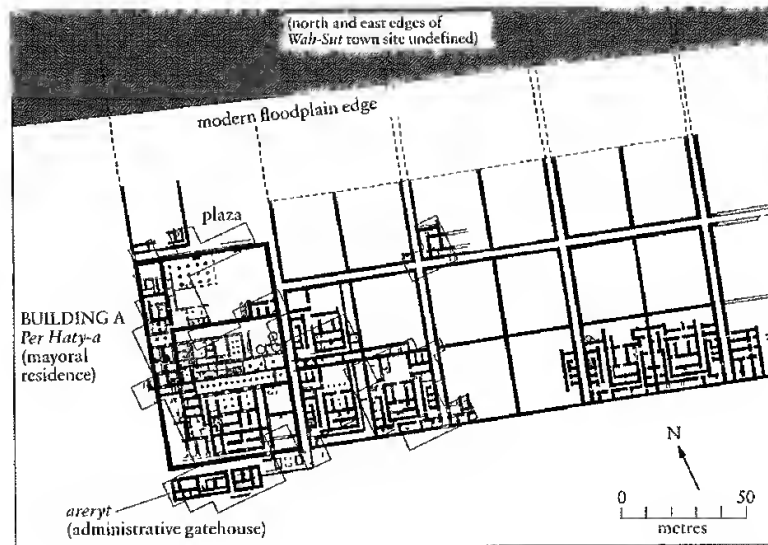 (north and east edges of
Wah-Sut town site undefined)
modern floodplain edge
plaza
BUILDING A
Per Haty-a
(mayoral
residence)
areryt
(administrative gatehouse)
N
0 50
metres